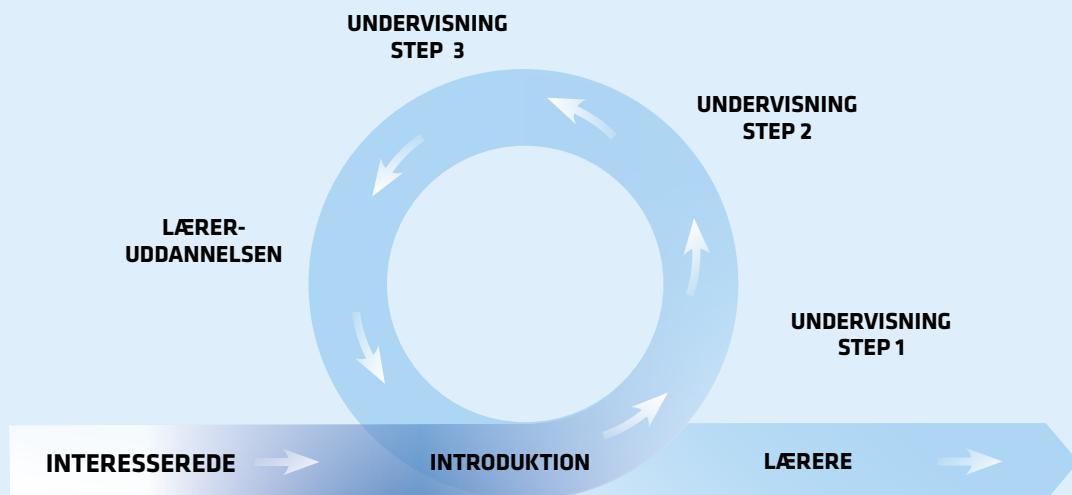 UNDERVISNING
STEP 3
UNDERVISNING
STEP 2
LÆRER-
UDDANNELSEN
UNDERVISNING
STEP 1
INTERESSEREDE
INTRODUKTION
LÆRERE